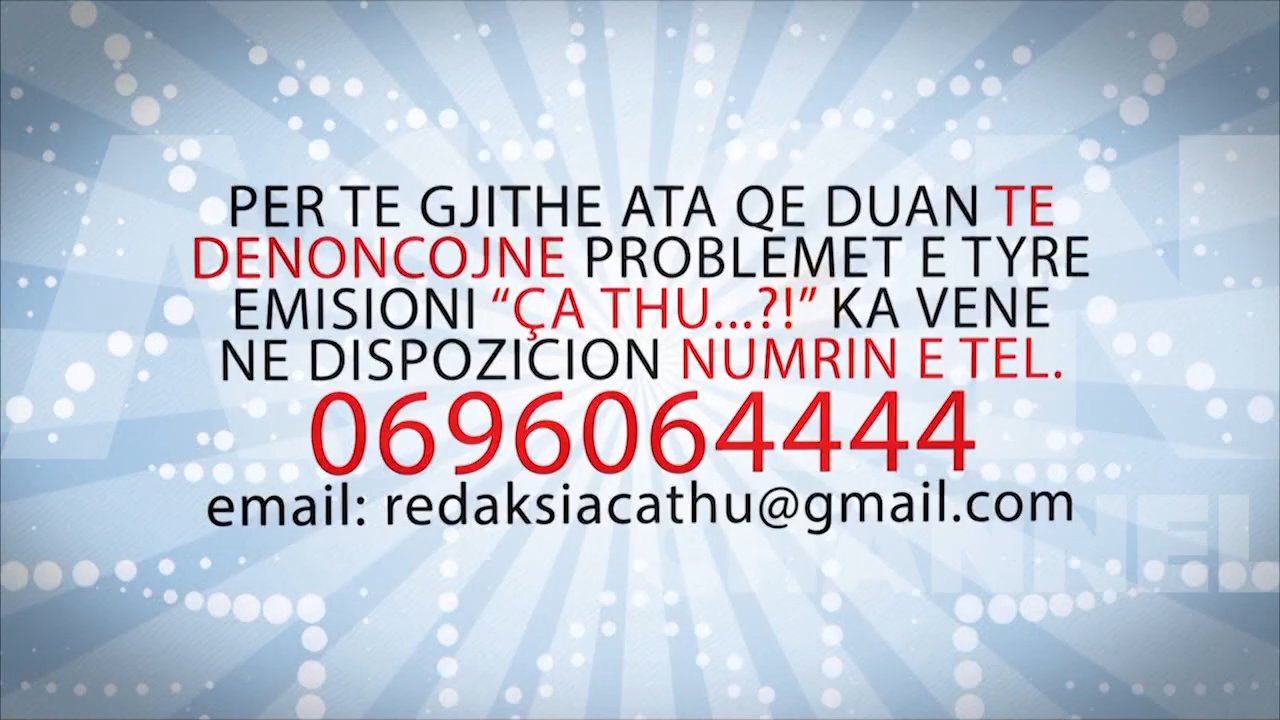 PER TE GJITHE ATA QE DUAN TE
DENONCOJNE PROBLEMET E TYRE
EMISIONI “ÇA THU...?!” KA VENE
NE DISPOZICION NUMRIN E TEL.
0696064444
email: redaksiacathu@gmail.com